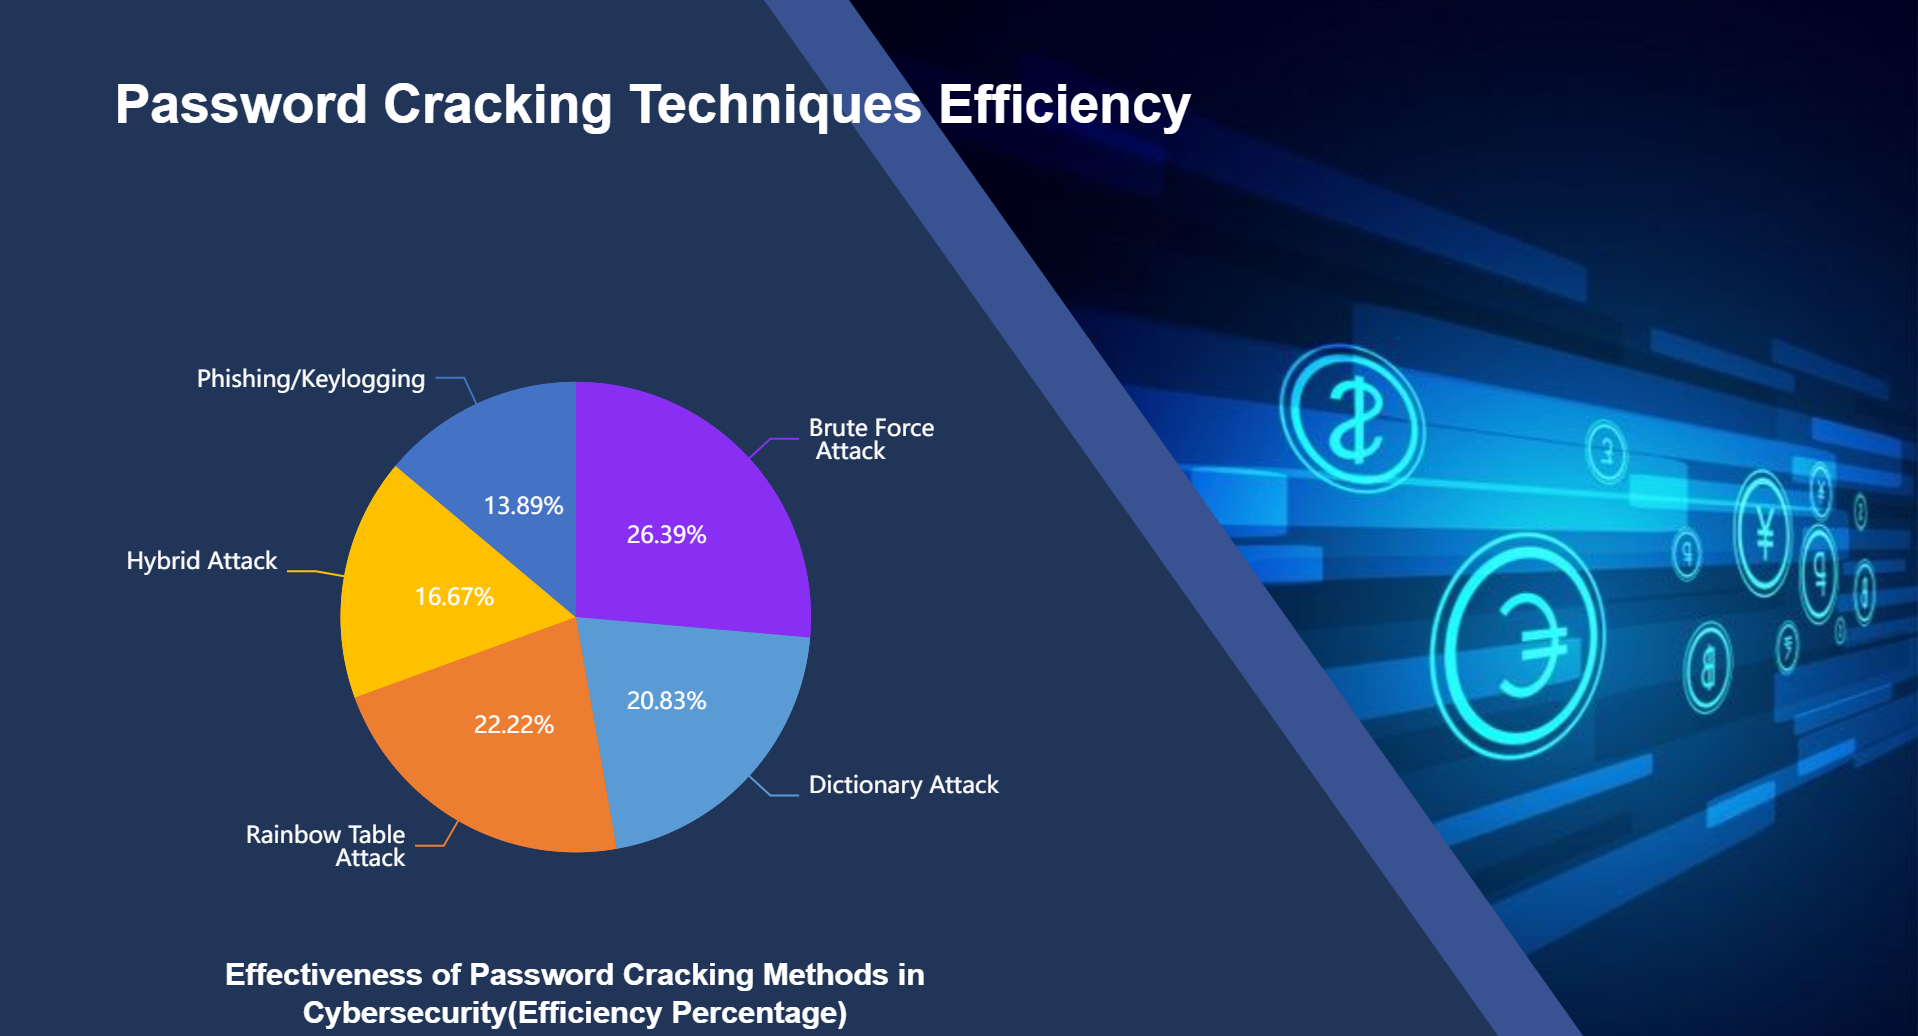 Password Cracking Techniques Efficiency
Phishing/Keylogging
Brute Force
Attack
13.89%
26.39%
Hybrid Attack
16.67%
20.83%
22.22%
Dictionary Attack
Rainbow Table
Attack
Effectiveness of Password Cracking Methods in
Cybersecurity(Efficiency Percentage)